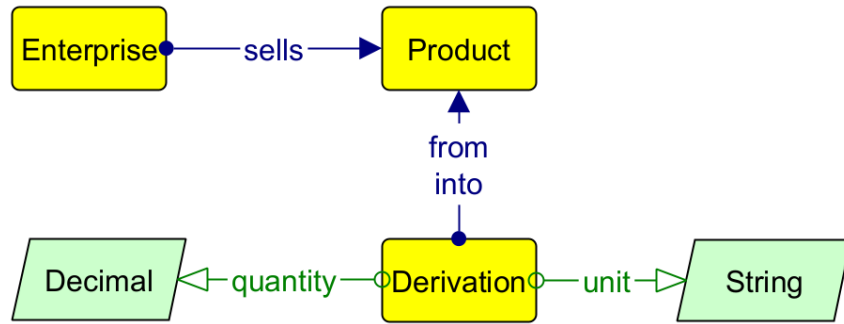 Enterprise
sells
Product
from
into
Decimal
quantity
Derivation
unit
String